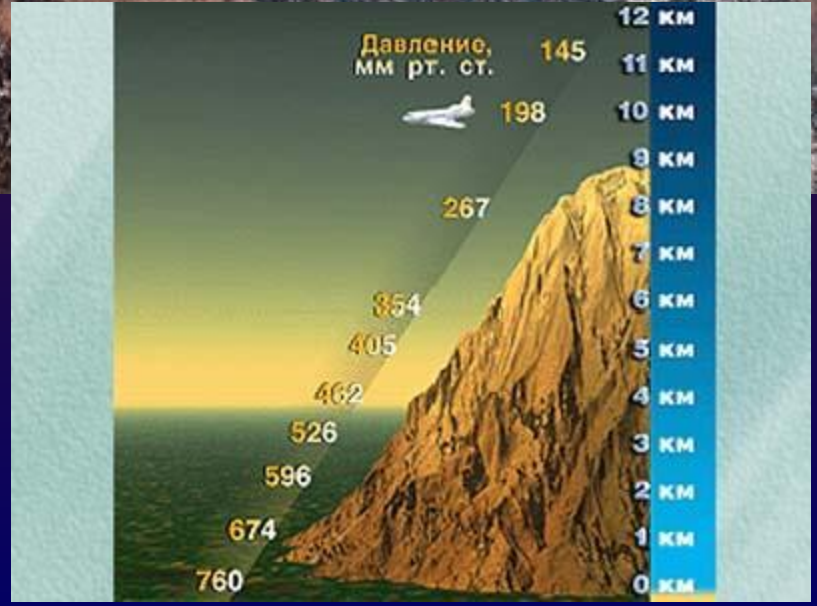 12 км
Давление,
мм рт. ст.
145
11 км
198
10 км
9 км
267
8 км
7 км
354
6 км
405
5 км
462
4 км
526
3 км
596
2 км
674
1 км
760
0 км